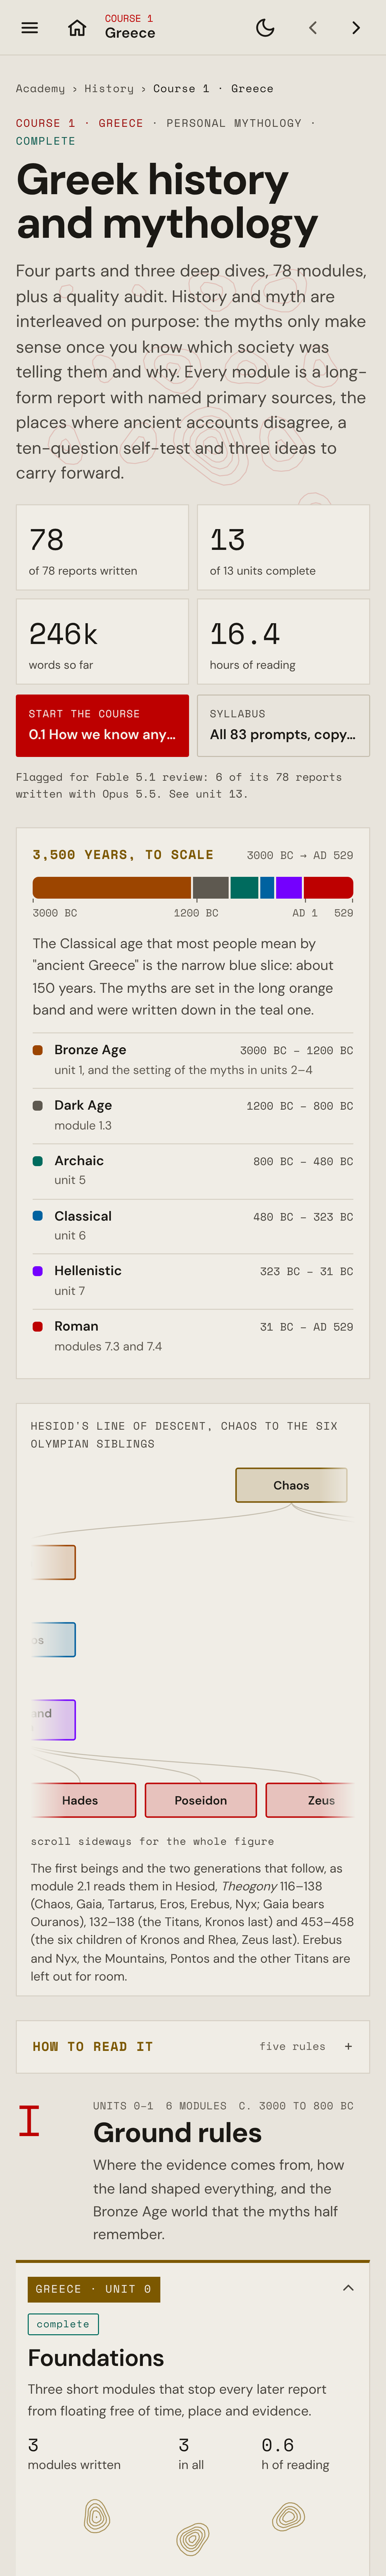 COURSE 1
Greece
Academy › History › Course 1 · Greece
COURSE 1 · GREECE · PERSONAL MYTHOLOGY ·
COMPLETE
Greek history
and mythology
Four parts and three deep dives, 78 modules,
plus a quality audit. History and myth are
interleaved on purpose: the myths only make
sense once you know which society was
telling them and why. Every module is a long-
form report with named primary sources, the
places where ancient accounts disagree, a
ten-question self-test and three ideas to
carry forward.
78
of 78 reports written
13
of 13 units complete
246k
words so far
16.4
hours of reading
START THE COURSE
0.1 How we know any...
SYLLABUS
All 83 prompts, copy...
Flagged for Fable 5.1 review: 6 of its 78 reports
written with Opus 5.5. See unit 13.
3,500 YEARS, TO SCALE
3000 BC → AD 529
3000 BC 1200 BC AD 1 529
The Classical age that most people mean by
"ancient Greece" is the narrow blue slice: about
150 years. The myths are set in the long orange
band and were written down in the teal one.
Bronze Age 3000 BC – 1200 BC
unit 1, and the setting of the myths in units 2–4
Dark Age 1200 BC – 800 BC
module 1.3
Archaic 800 BC – 480 BC
unit 5
Classical 480 BC – 323 BC
unit 6
Hellenistic 323 BC – 31 BC
unit 7
Roman 31 BC – AD 529
modules 7.3 and 7.4
HESIOD'S LINE OF DESCENT, CHAOS TO THE SIX
OLYMPIAN SIBLINGS
Chaos
os
and
Hades Poseidon Zeus
scroll sideways for the whole figure
The first beings and the two generations that follow, as
module 2.1 reads them in Hesiod, Theogony 116–138
(Chaos, Gaia, Tartarus, Eros, Erebus, Nyx; Gaia bears
Ouranos), 132–138 (the Titans, Kronos last) and 453–458
(the six children of Kronos and Rhea, Zeus last). Erebus
and Nyx, the Mountains, Pontos and the other Titans are
left out for room.
HOW TO READ IT five rules +
I
UNITS 0–1 6 MODULES C. 3000 TO 800 BC
Ground rules
Where the evidence comes from, how
the land shaped everything, and the
Bronze Age world that the myths half
remember.
GREECE · UNIT 0
complete
Foundations
Three short modules that stop every later report
from floating free of time, place and evidence.
3 3 0.6
modules written in all h of reading